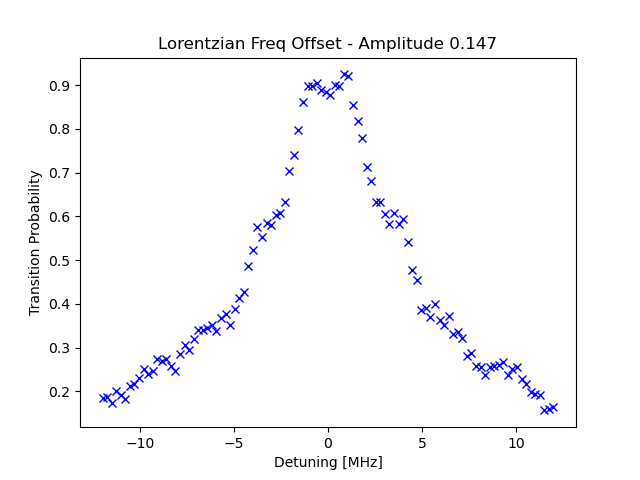 Lorentzian Freq Offset - Amplitude 0.147
Transition Probability
0.9
0.8
0.7
0.6
0.5
0.4
0.3
0.2
−10 −5 0 5 10
Detuning [MHz]